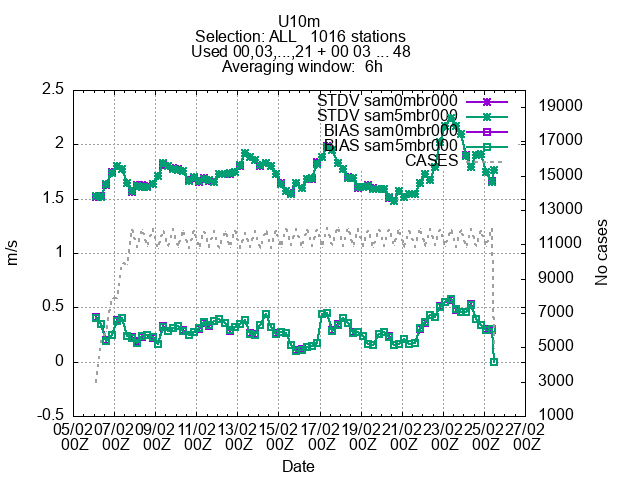 U10m
Selection: ALL   1016 stations
Used 00,03,...,21 + 00 03 ... 48
Averaging window:  6h
STDV sam0mbr000
STDV sam5mbr000
BIAS sam0mbr000
BIAS sam5mbr000
CASES
2.5
2
1.5
1
0.5
0
-0.5
m/s
19000
17000
15000
13000
11000
9000
7000
5000
3000
1000
No cases
05/02 07/02 09/02 11/02 13/02 15/02 17/02 19/02 21/02 23/02 25/02 27/02
00Z 00Z 00Z 00Z 00Z 00Z 00Z 00Z 00Z 00Z 00Z 00Z
Date